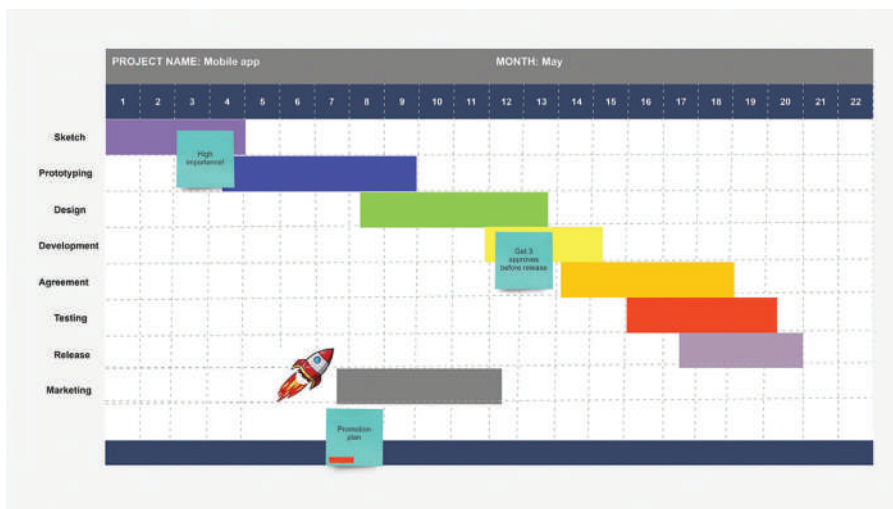 PROJECT NAME: Mobile app MONTH: May
1 2 3 4 5 6 7 8 9 10 11 12 13 14 15 16 17 18 19 20 21 22
Sketch
High
importance!
Prototyping
Design
Development
Get 3
approves
before release
Agreement
Testing
Release
Marketing
Promotion
plan